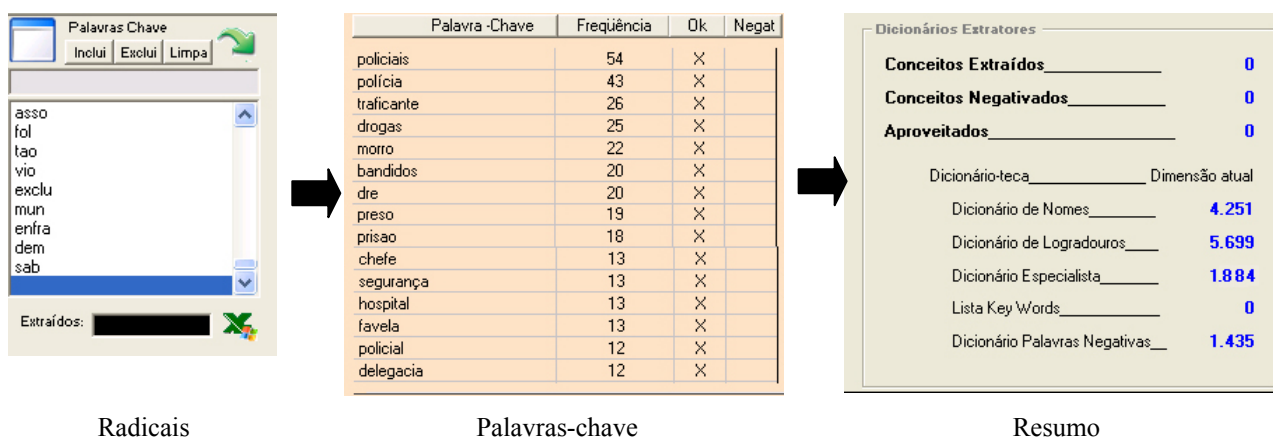 Palavras Chave
Inclui Exclui Limpa
asso
fol
tao
vio
exclu
mun
enfra
dem
sab
Extraídos:
Radicais
Palavra -Chave Freqüência Ok Negat
policiais 54 X
polícia 43 X
traficante 26 X
drogas 25 X
morro 22 X
bandidos 20 X
dre 20 X
preso 19 X
prisao 18 X
chefe 13 X
segurança 13 X
hospital 13 X
favela 13 X
policial 12 X
delegacia 12 X
Palavras-chave
Dicionários Extratores
Conceitos Extraídos 0
Conceitos Negativados 0
Aproveitados 0
Dicionário-teca Dimensão atual
Dicionário de Nomes 4.251
Dicionário de Logradouros 5.699
Dicionário Especialista 1.884
Lista Key Words 0
Dicionário Palavras Negativas 1.435
Resumo